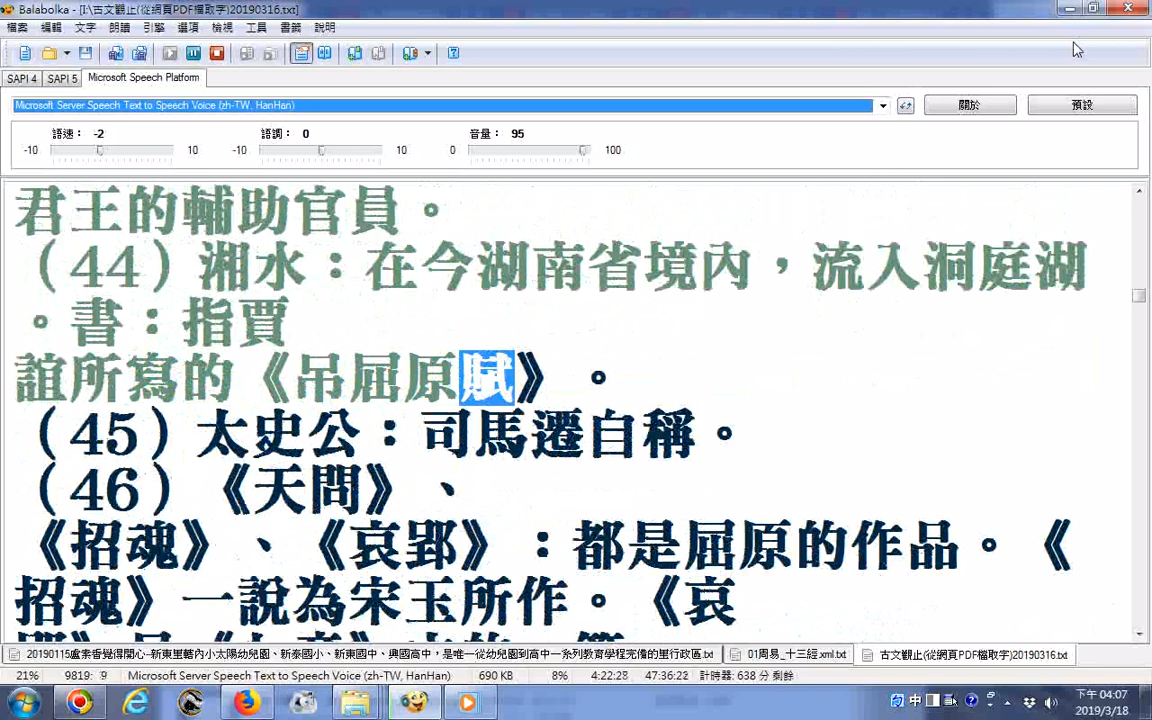 Balabolka - [I:\古文觀止(從網頁PDF檔取字)20190316.txt]
檔案 編輯 文字 朗讀 引擎 選項 檢視 工具 書籤 說明
SAPI 4 SAPI 5 Microsoft Speech Platform
Microsoft Server Speech Text to Speech Voice (zh-TW, HanHan) 關於 預設
語速： -2 語調： 0 音量： 95
-10 10 -10 10 0 100
君王的輔助官員。
（44）湘水：在今湖南省境內，流入洞庭湖
。書：指賈
誼所寫的《吊屈原賦》。
（45）太史公：司馬遷自稱。
（46）《天問》、
《招魂》、《哀郢》：都是屈原的作品。《
招魂》一說為宋玉所作。《哀
20190115盧素香覺得開心--新東里轄內小太陽幼兒園、新泰國小、新東國中、興國高中，是唯一從幼兒園到高中一系列教育學程完備的里行政區.txt 01周易_十三經.xml.txt 古文觀止(從網頁PDF檔取字)20190316.txt
21% 9819: 9 Microsoft Server Speech Text to Speech Voice (zh-TW, HanHan) 690 KB 8% 4:22:28 47:36:22 計時器: 638 分 剩餘
中 下午 04:07
2019/3/18